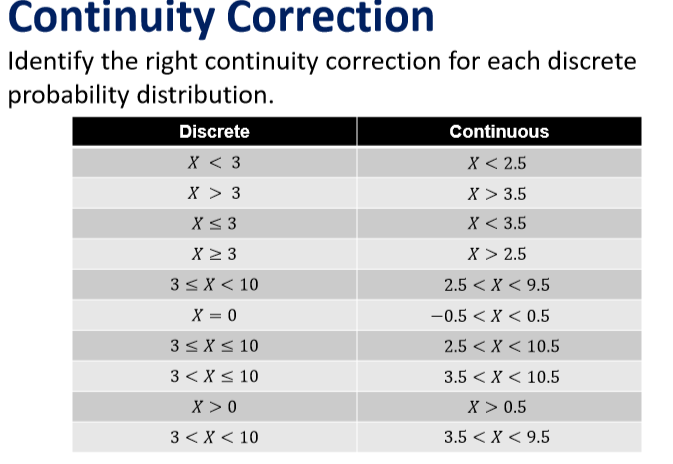 Continuity Correction
Identify the right continuity correction for each discrete
probability distribution.
Discrete Continuous
X < 3 X < 2.5
X > 3 X > 3.5
X ≤ 3 X < 3.5
X ≥ 3 X > 2.5
3 ≤ X < 10 2.5 < X < 9.5
X = 0 −0.5 < X < 0.5
3 ≤ X ≤ 10 2.5 < X < 10.5
3 < X ≤ 10 3.5 < X < 10.5
X > 0 X > 0.5
3 < X < 10 3.5 < X < 9.5